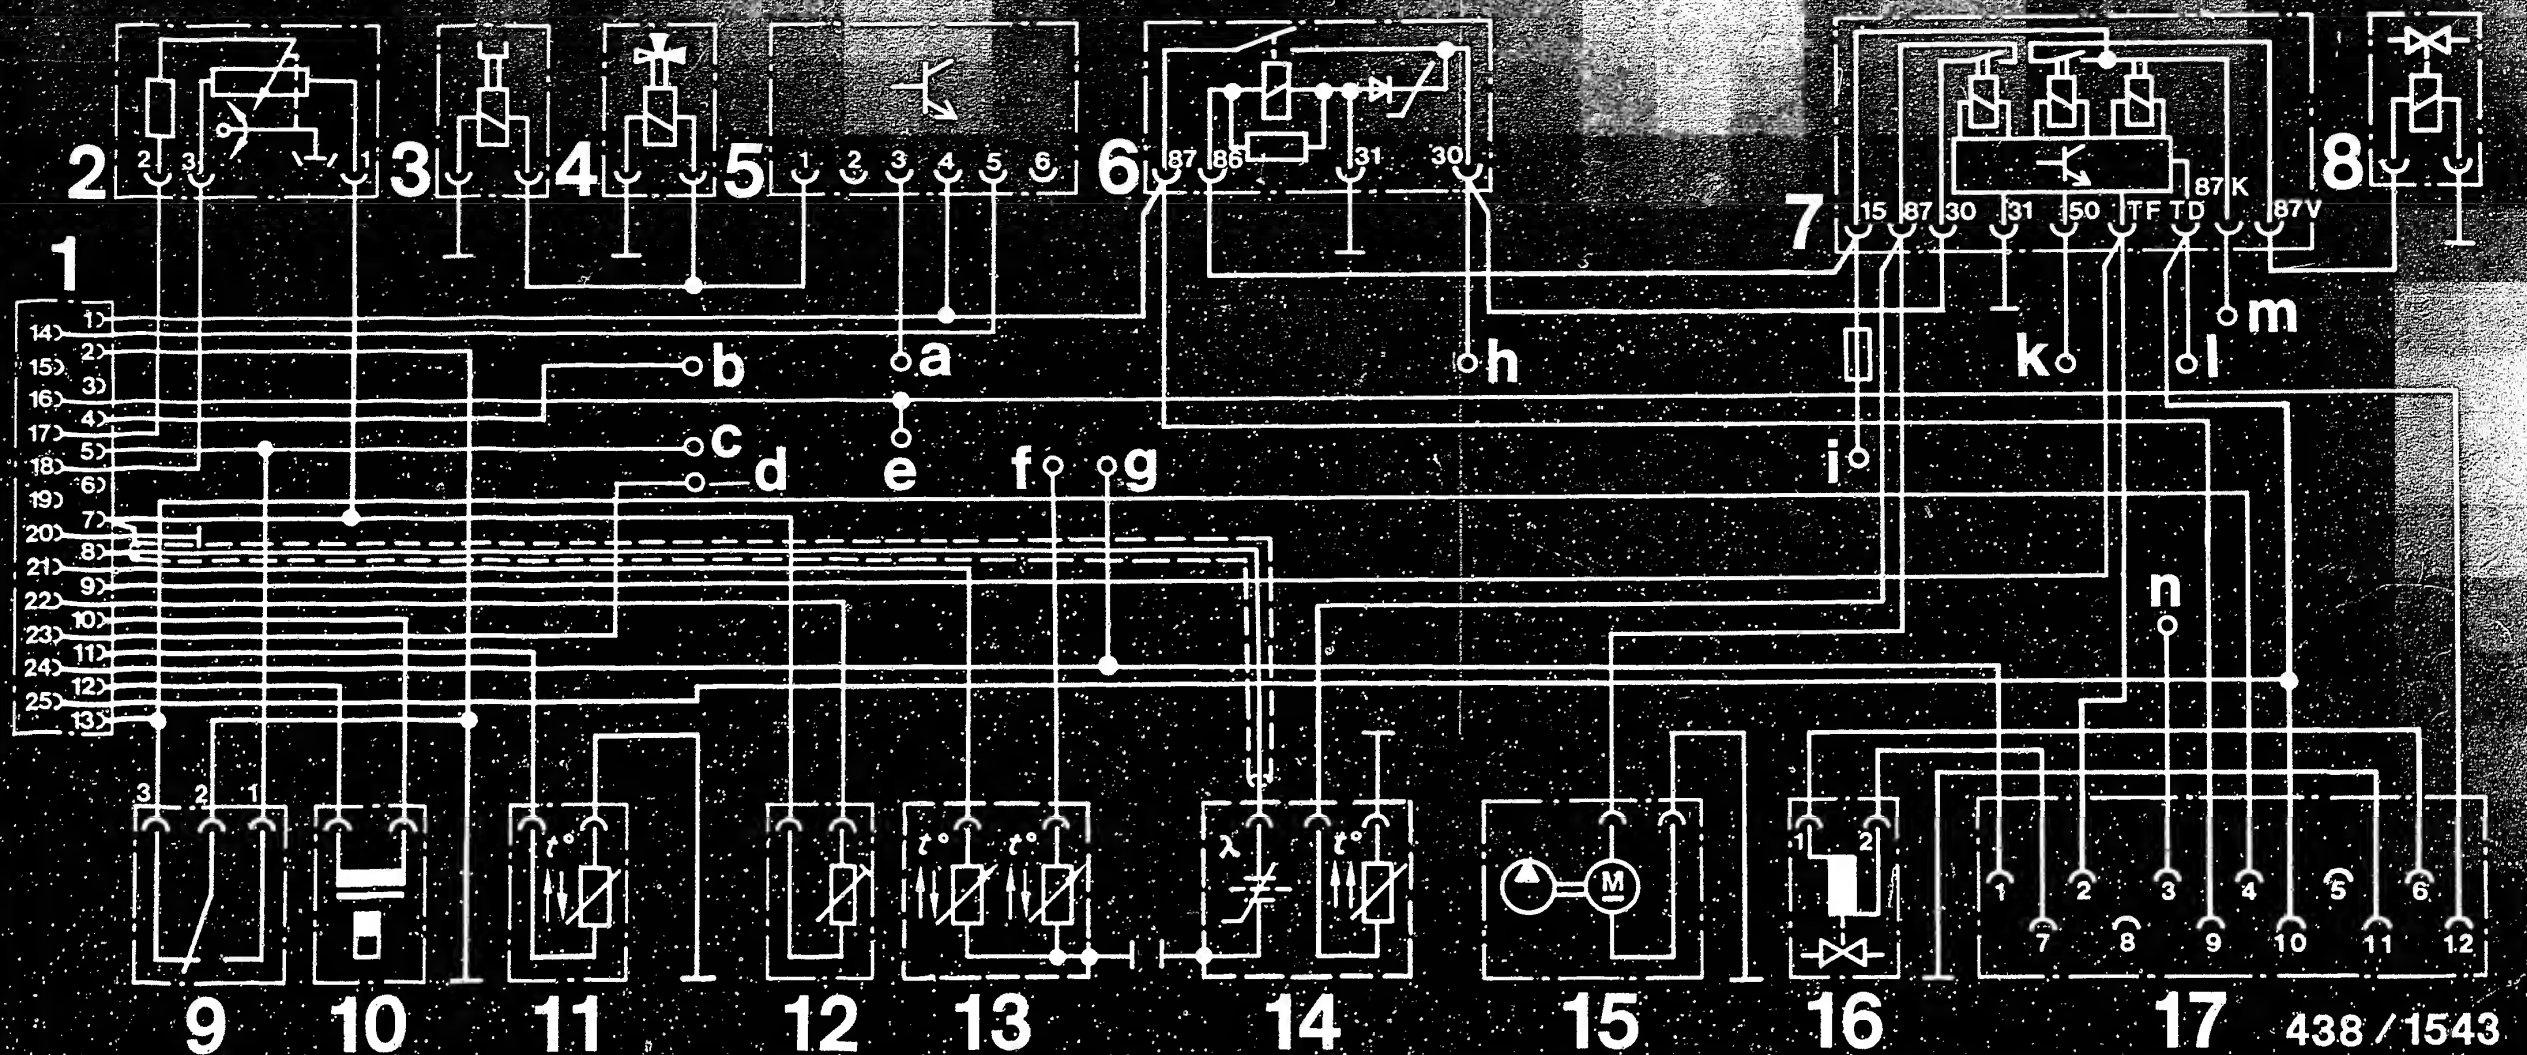 2 3 1
2
3
4
5
1 2 3 4 5 6
6
87 86 31 30
7
87K
15 87 30 31 50 TF TD 87V
8
1
1
14
2
15
3
16
4
17
5
18
6
19
7
20
8
21
9
22
10
23
11
24
12
25
13
a
b
c
d
e
f
g
h
i
k
l
m
n
3 2 1
t°
t° t°
λ
t°
M
1 2
1 2 3 4 5 6
7 8 9 10 11 12
9 10 11 12 13 14 15 16 17
438/1543